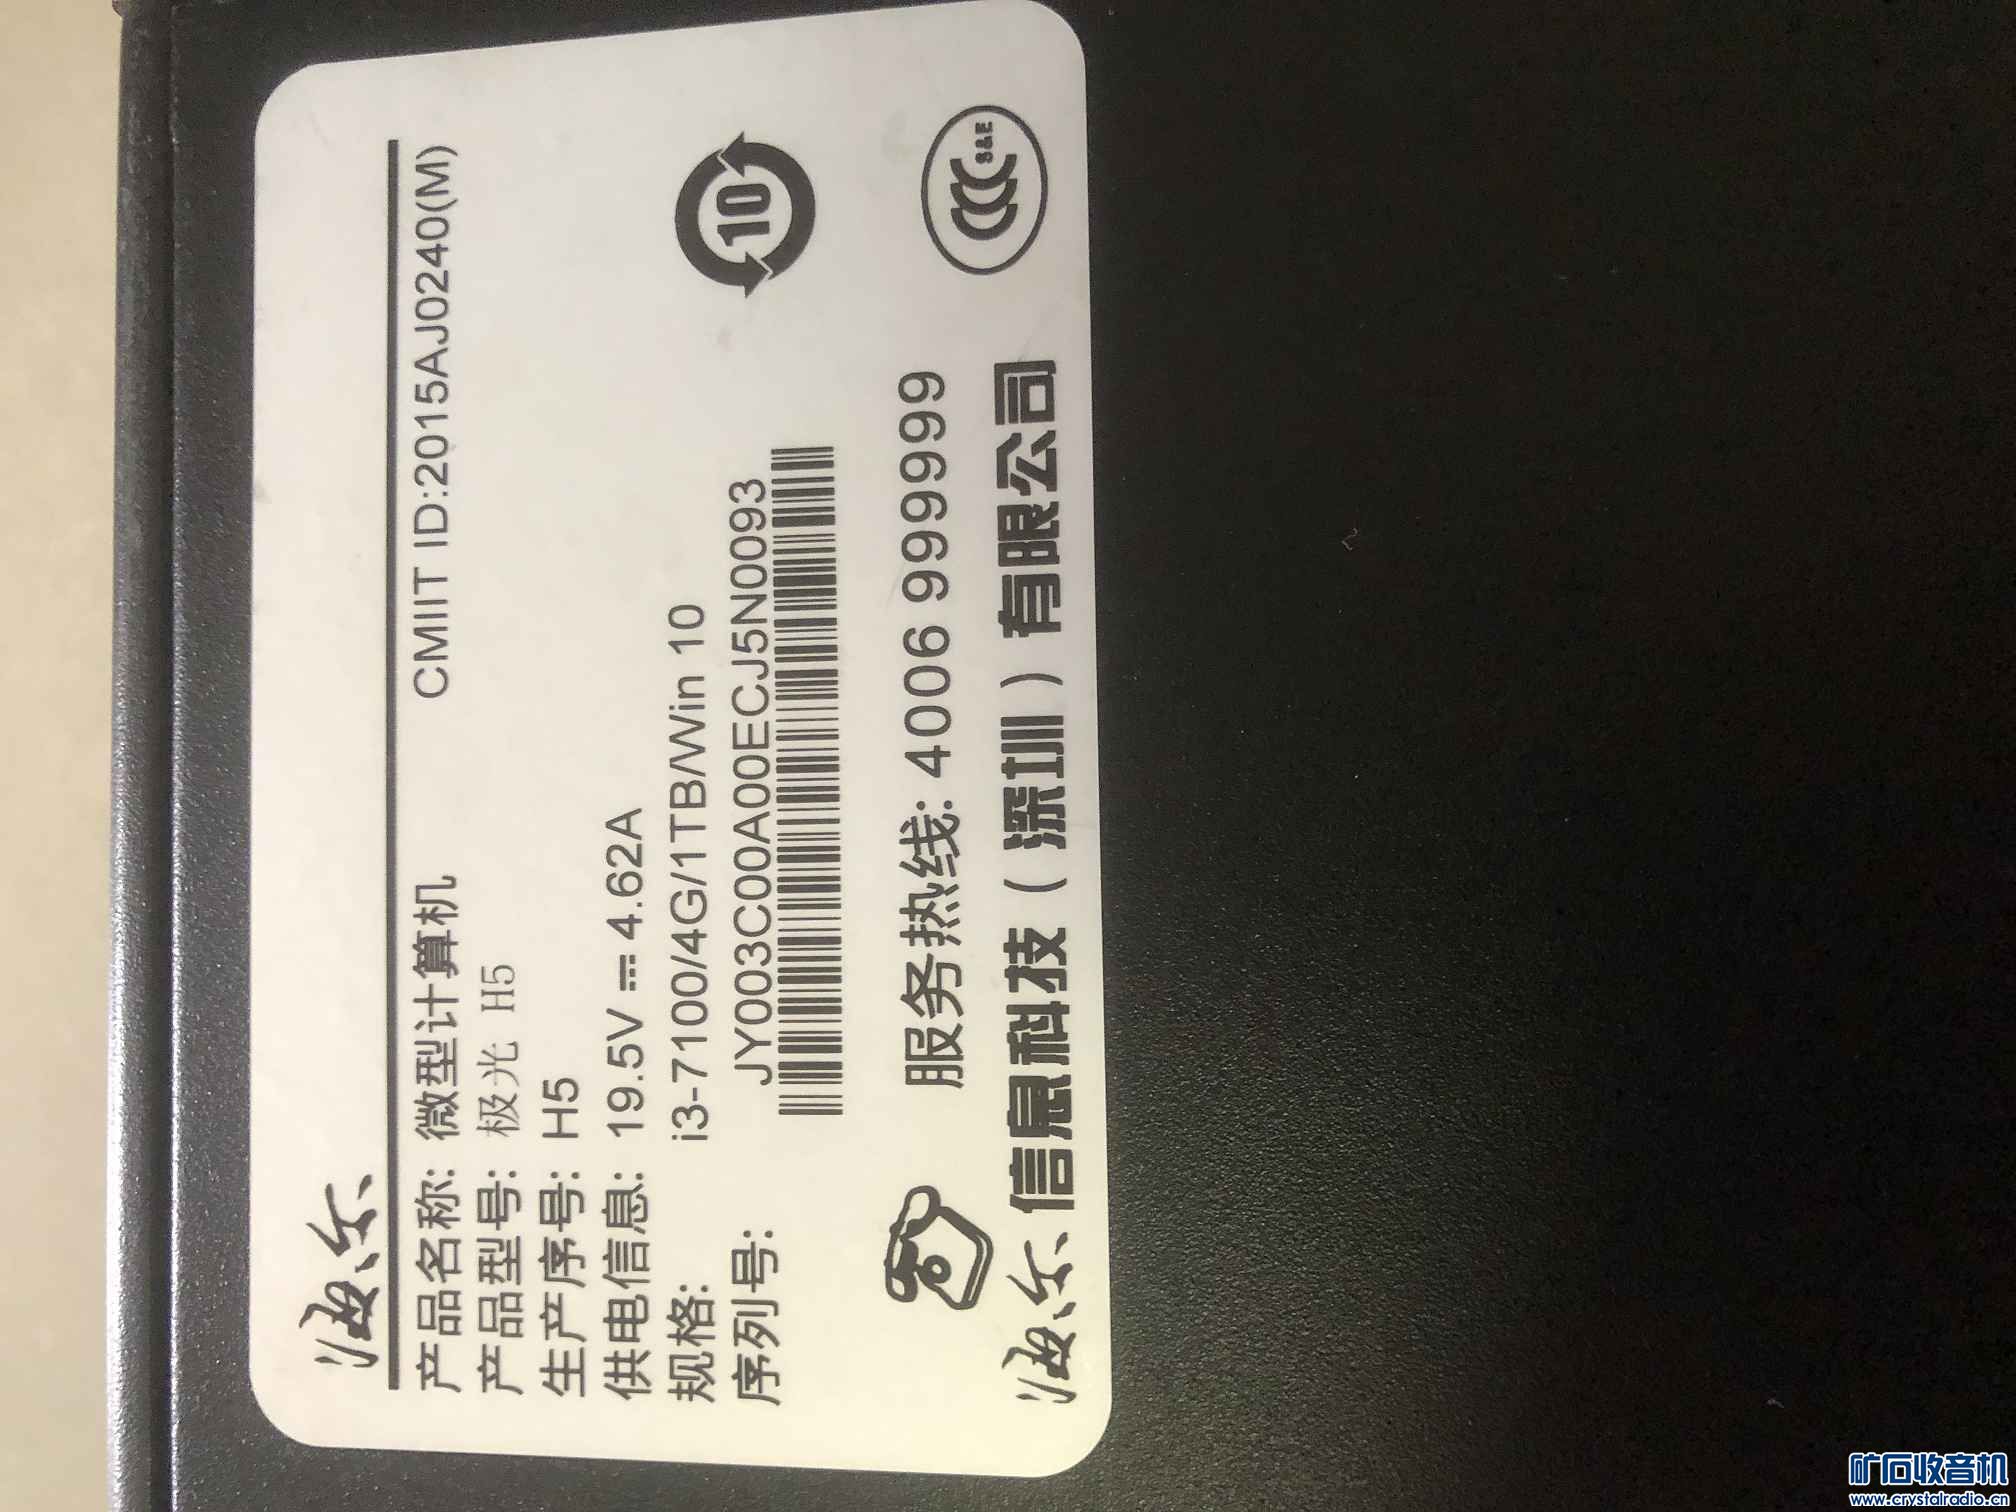 海尔
产品名称: 微型计算机 CMIIT ID:2015AJ0240(M)
产品型号: 极光 H5
生产序号: H5
供电信息: 19.5V ⎓ 4.62A
规格: i3-7100/4G/1TB/Win 10
序列号: JY003C00A00ECJ5N0093
10
服务热线: 4006 999999
海尔信息科技（深圳）有限公司
CCC S&E
矿石收音机
www.crystalradio.cn